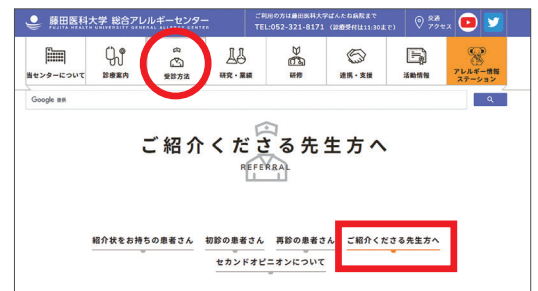 藤田医科大学 総合アレルギーセンター
FUJITA HEALTH UNIVERSITY GENERAL ALLERGY CENTER
ご利用の方は藤田医科大学ばんたね病院まで
TEL:052-321-8171 (診療受付は11:30まで)
交通
アクセス
当センターについて
診療案内
受診方法
研究・業績
研修
連携・支援
活動情報
アレルギー情報
ステーション
Google 提供
ご紹介くださる先生方へ
REFERRAL
紹介状をお持ちの患者さん 初診の患者さん 再診の患者さん ご紹介くださる先生方へ
セカンドオピニオンについて